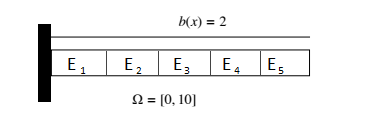 b(x) = 2
E₁ E₂ E₃ E₄ E₅
Ω = [0, 10]